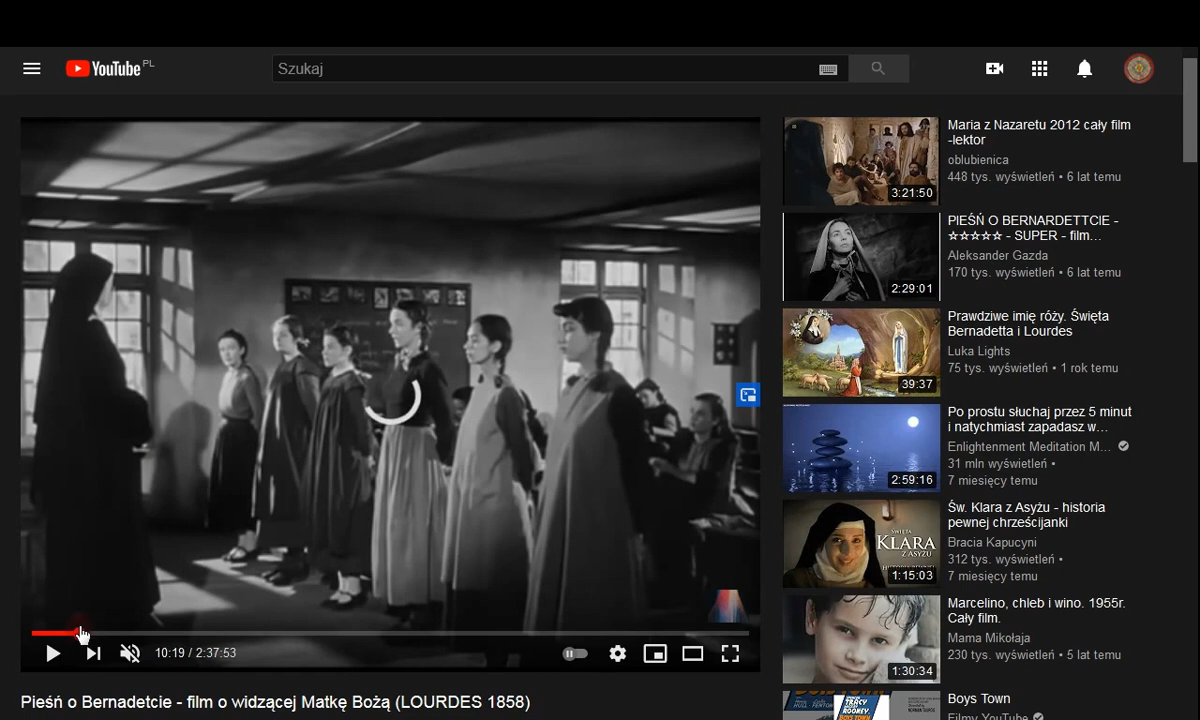 YouTube PL
Szukaj
10:19 / 2:37:53
Pieśń o Bernadetcie - film o widzącej Matkę Bożą (LOURDES 1858)
3:21:50
Maria z Nazaretu 2012 cały film
-lektor
oblubienica
448 tys. wyświetleń • 6 lat temu
2:29:01
PIEŚŃ O BERNARDETTCIE -
☆☆☆☆☆ - SUPER - film...
Aleksander Gazda
170 tys. wyświetleń • 6 lat temu
39:37
Prawdziwe imię róży. Święta
Bernadetta i Lourdes
Luka Lights
75 tys. wyświetleń • 1 rok temu
2:59:16
Po prostu słuchaj przez 5 minut
i natychmiast zapadasz w...
Enlightenment Meditation M...
31 mln wyświetleń •
7 miesięcy temu
ŚWIĘTA
KLARA
Z ASYŻU
1:15:03
Św. Klara z Asyżu - historia
pewnej chrześcijanki
Bracia Kapucyni
312 tys. wyświetleń •
7 miesięcy temu
1:30:34
Marcelino, chleb i wino. 1955r.
Cały film.
Mama Mikołaja
230 tys. wyświetleń • 5 lat temu
BOYS TOWN
TRACY
ROONEY
BOYS TOWN
Boys Town
Filmy YouTube